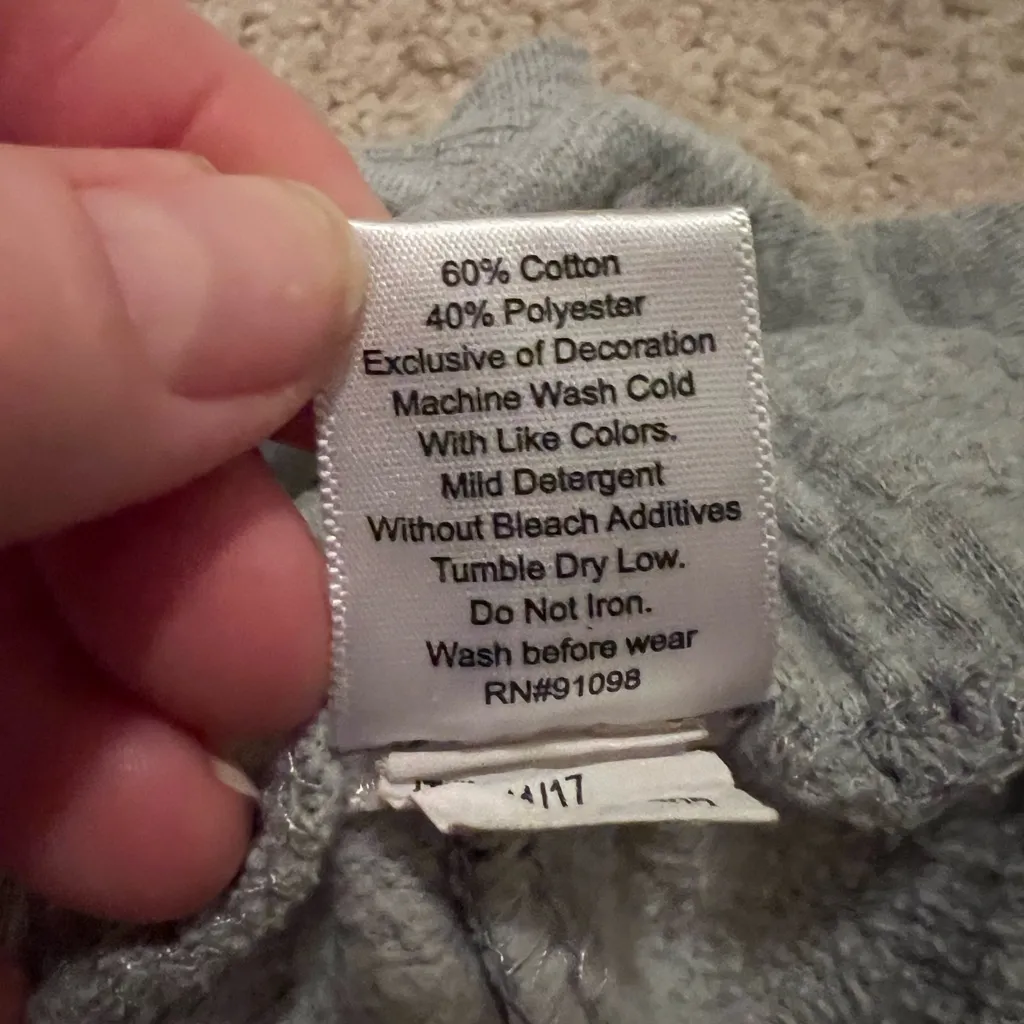 60% Cotton
40% Polyester
Exclusive of Decoration
Machine Wash Cold
With Like Colors.
Mild Detergent
Without Bleach Additives
Tumble Dry Low.
Do Not Iron.
Wash before wear
RN#91098
/17